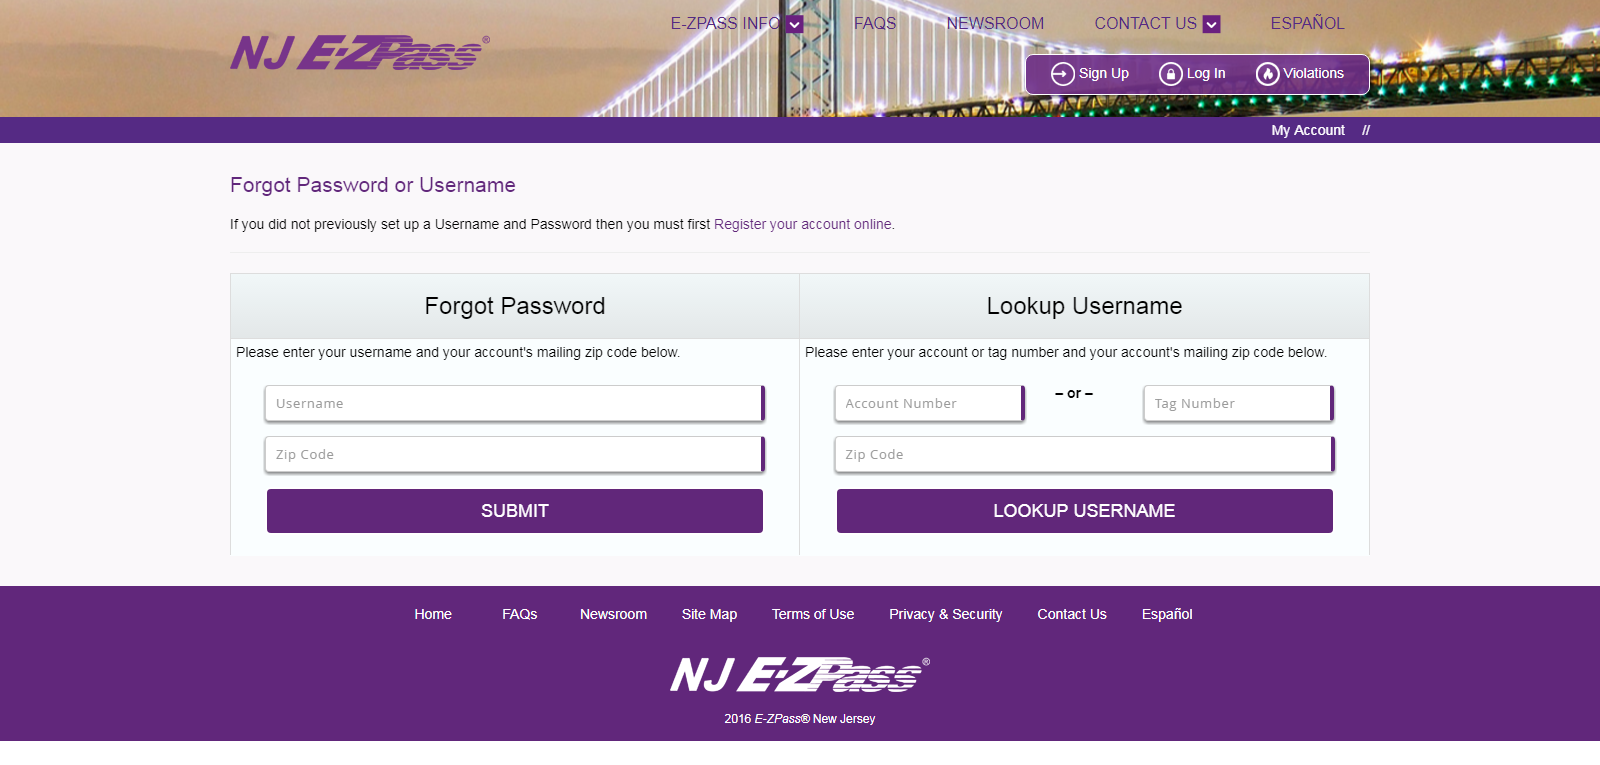 E-ZPASS INFO FAQS NEWSROOM CONTACT US ESPAÑOL
NJ E-ZPass®
Sign Up Log In Violations
My Account //
Forgot Password or Username
If you did not previously set up a Username and Password then you must first Register your account online.
Forgot Password
Please enter your username and your account's mailing zip code below.
Username
Zip Code
SUBMIT
Lookup Username
Please enter your account or tag number and your account's mailing zip code below.
Account Number – or – Tag Number
Zip Code
LOOKUP USERNAME
Home FAQs Newsroom Site Map Terms of Use Privacy & Security Contact Us Español
NJ E-ZPass®
2016 E-ZPass® New Jersey